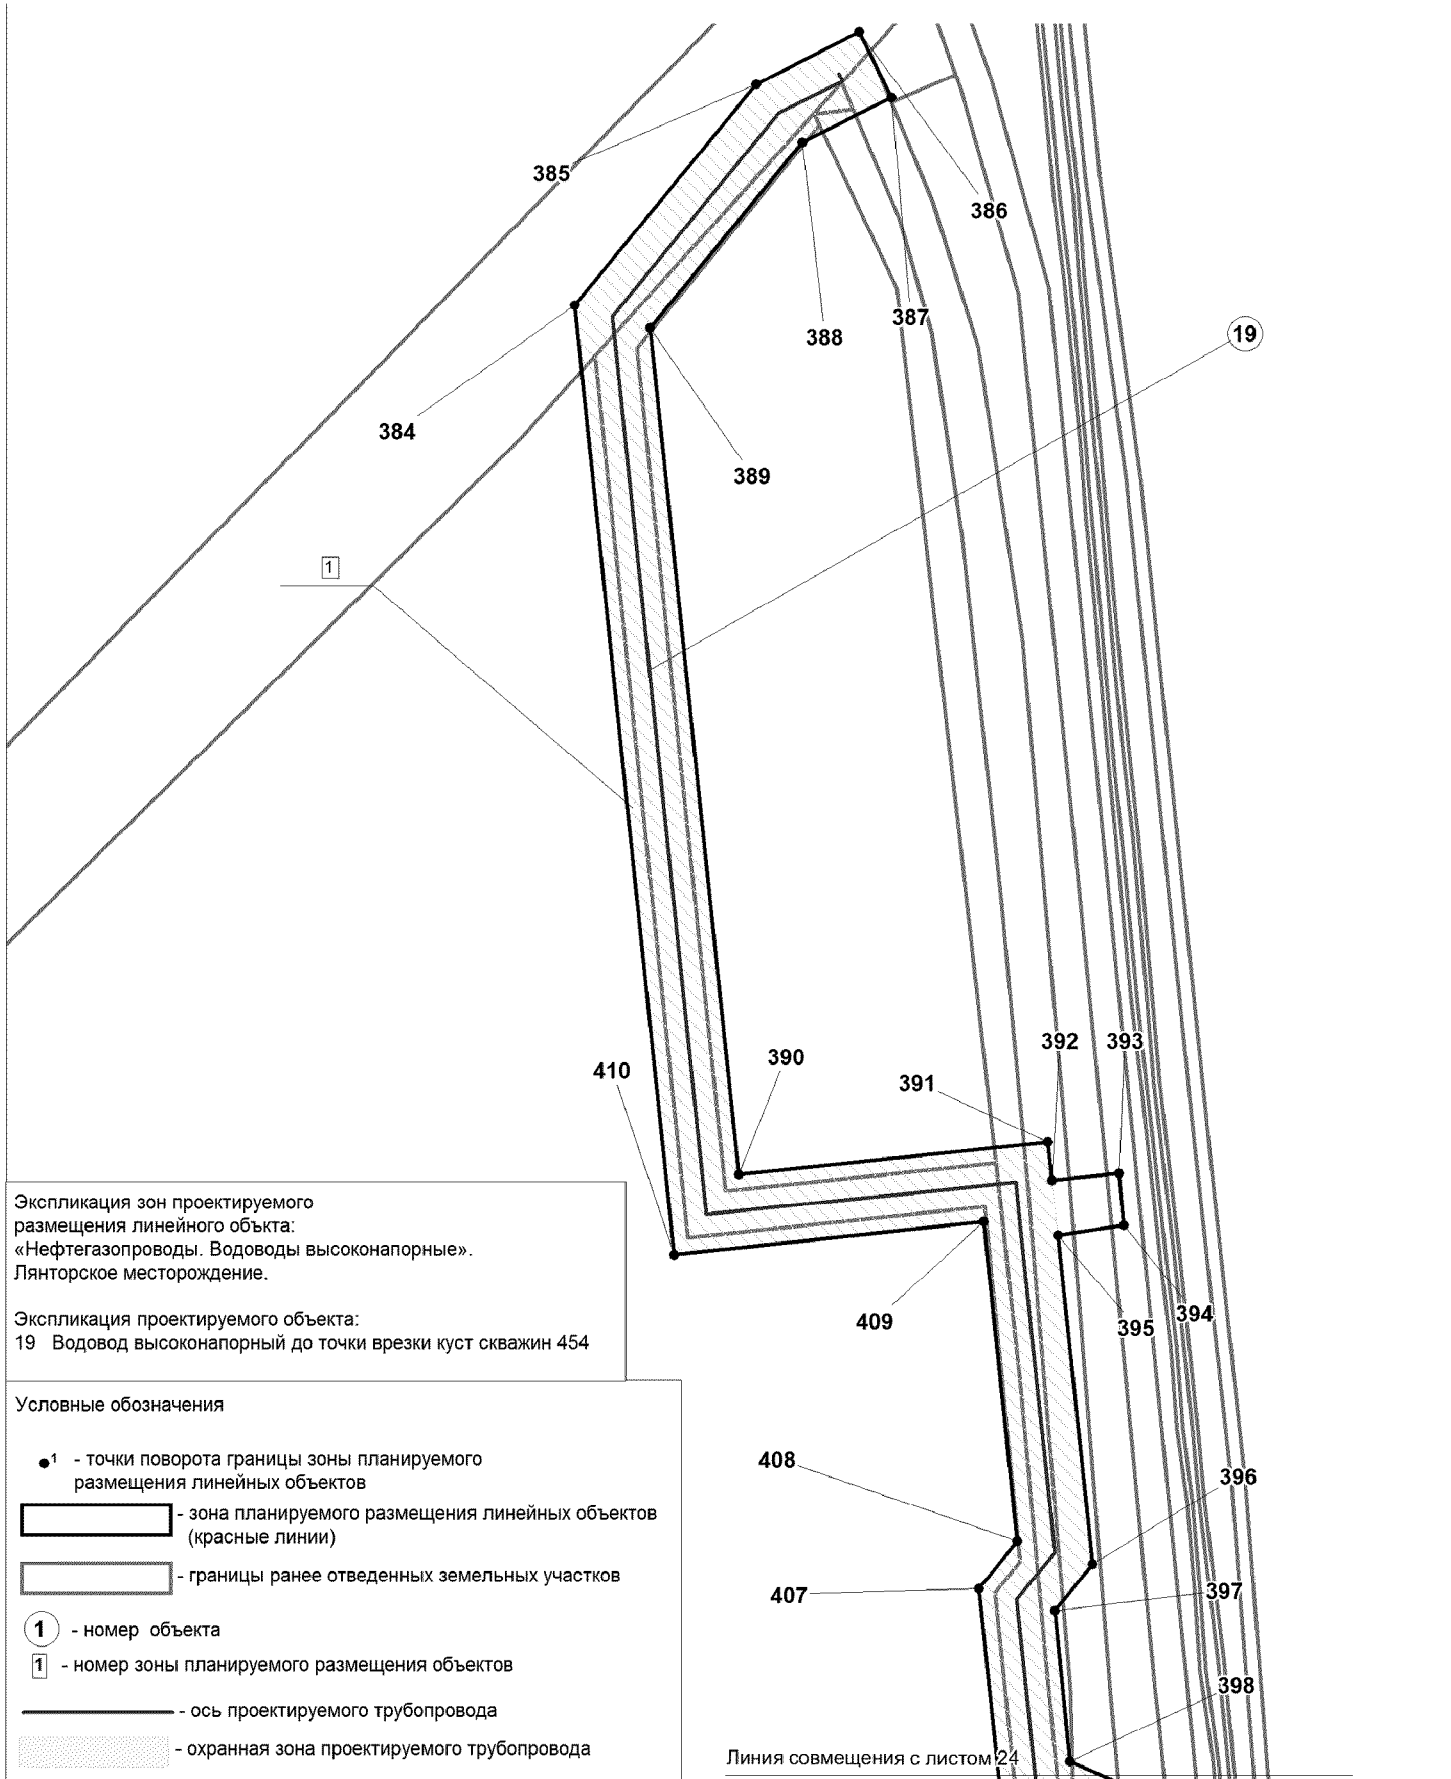 385
386
387
388
19
384
389
1
392
393
390
410
391
Экспликация зон проектируемого
размещения линейного объкта:
«Нефтегазопроводы. Водоводы высоконапорные».
Лянторское месторождение.
Экспликация проектируемого объекта:
19 Водовод высоконапорный до точки врезки куст скважин 454
409
395
394
Условные обозначения
1 - точки поворота границы зоны планируемого
размещения линейных объектов
- зона планируемого размещения линейных объектов
(красные линии)
- границы ранее отведенных земельных участков
1 - номер объекта
1 - номер зоны планируемого размещения объектов
- ось проектируемого трубопровода
- охранная зона проектируемого трубопровода
408
396
407
397
398
Линия совмещения с листом 24